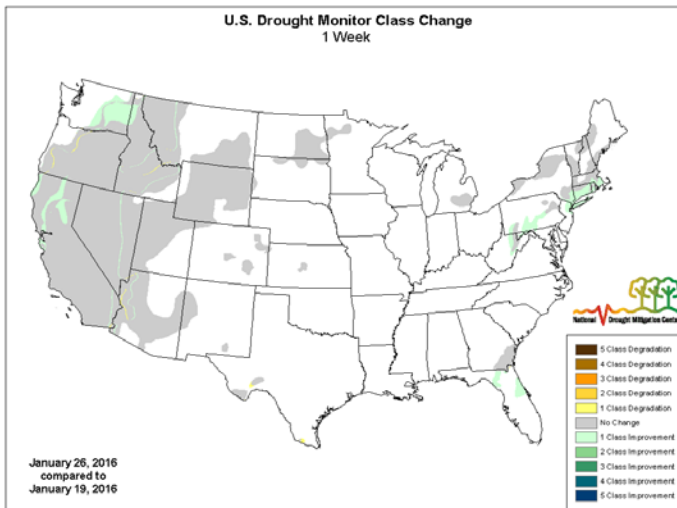 U.S. Drought Monitor Class Change
1 Week
National Drought Mitigation Center
5 Class Degradation
4 Class Degradation
3 Class Degradation
2 Class Degradation
1 Class Degradation
No Change
1 Class Improvement
2 Class Improvement
3 Class Improvement
4 Class Improvement
5 Class Improvement
January 26, 2016
compared to
January 19, 2016